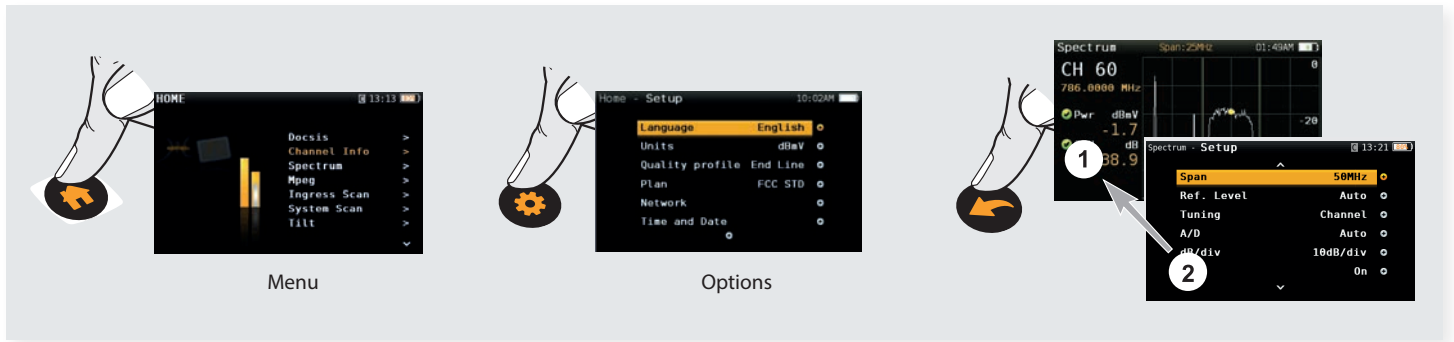 HOME 13:13
Docsis >
Channel Info >
Spectrum >
Mpeg >
Ingress Scan >
System Scan >
Tilt >
Menu
Home - Setup 10:02AM
Language English
Units dBmV
Quality profile End Line
Plan FCC STD
Network
Time and Date
Options
Spectrum Span:25MHz 01:49AM
CH 60
786.0000 MHz
0
Pwr dBmV
-1.7
-20
dB
38.9
1
Spectrum - Setup 13:21
Span 50MHz
Ref. Level Auto
Tuning Channel
A/D Auto
dB/div 10dB/div
On
2